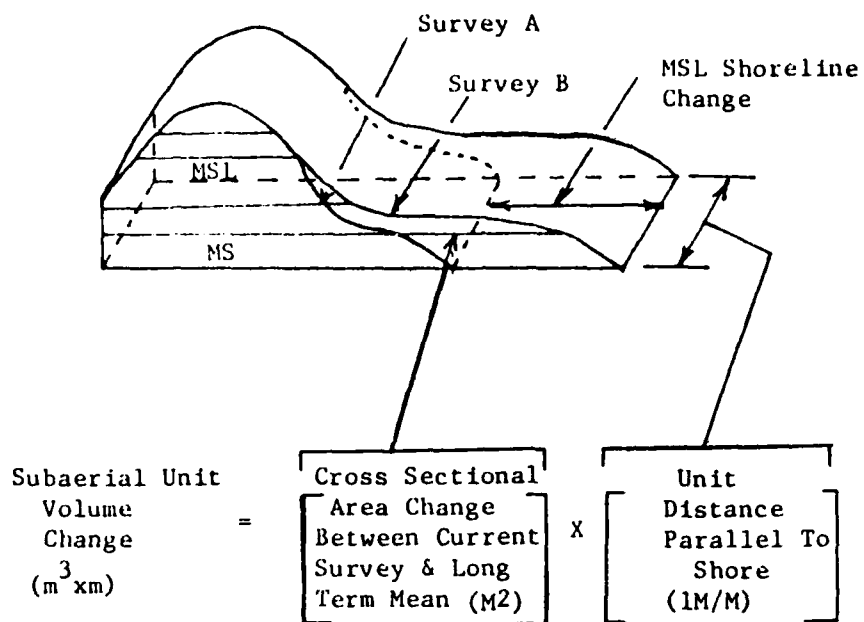 Survey A
Survey B
MSL Shoreline
Change
MSL
MS
Subaerial Unit
Volume
Change
(m³xm)
=
Cross Sectional
Area Change
Between Current
Survey & Long
Term Mean (M²)
X
Unit
Distance
Parallel To
Shore
(1M/M)